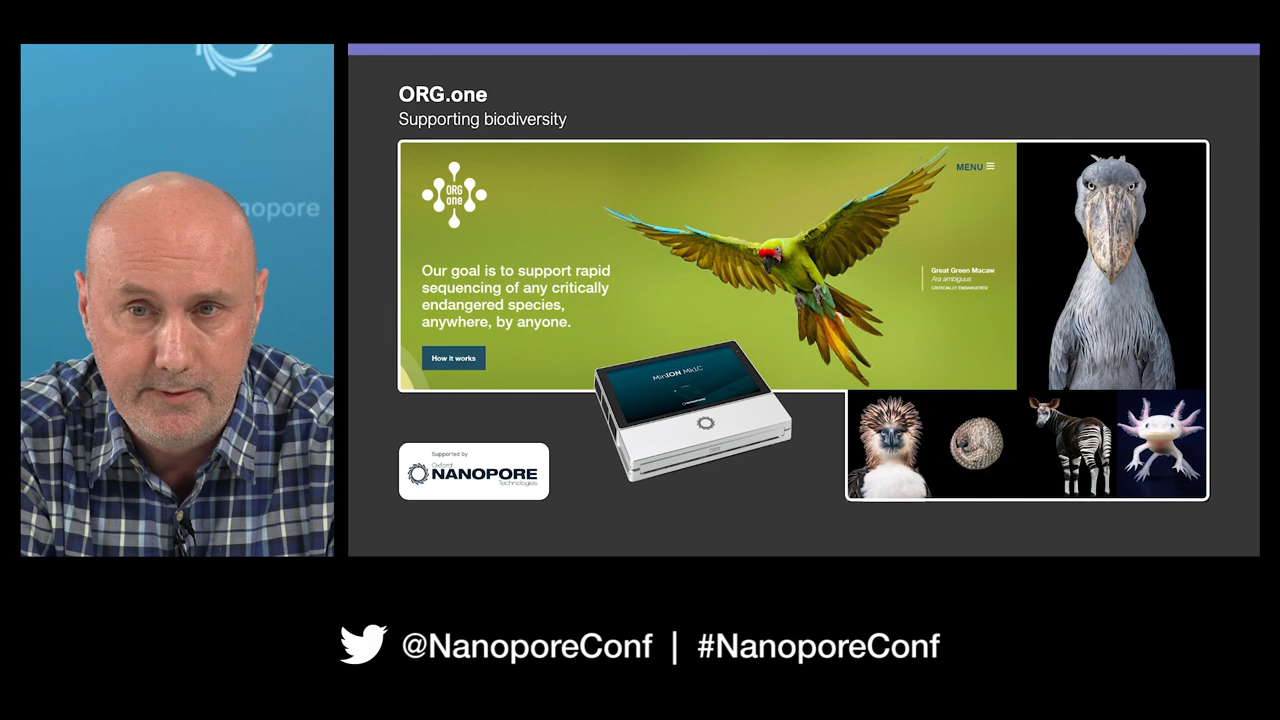 nopore
ORG.one
Supporting biodiversity
ORG
one
MENU
Our goal is to support rapid
sequencing of any critically
endangered species,
anywhere, by anyone.
How it works
Great Green Macaw
Ara ambiguus
CRITICALLY ENDANGERED
MinION Mk1C
NANOPORE
Supported by
Oxford
NANOPORE
Technologies
@NanoporeConf | #NanoporeConf